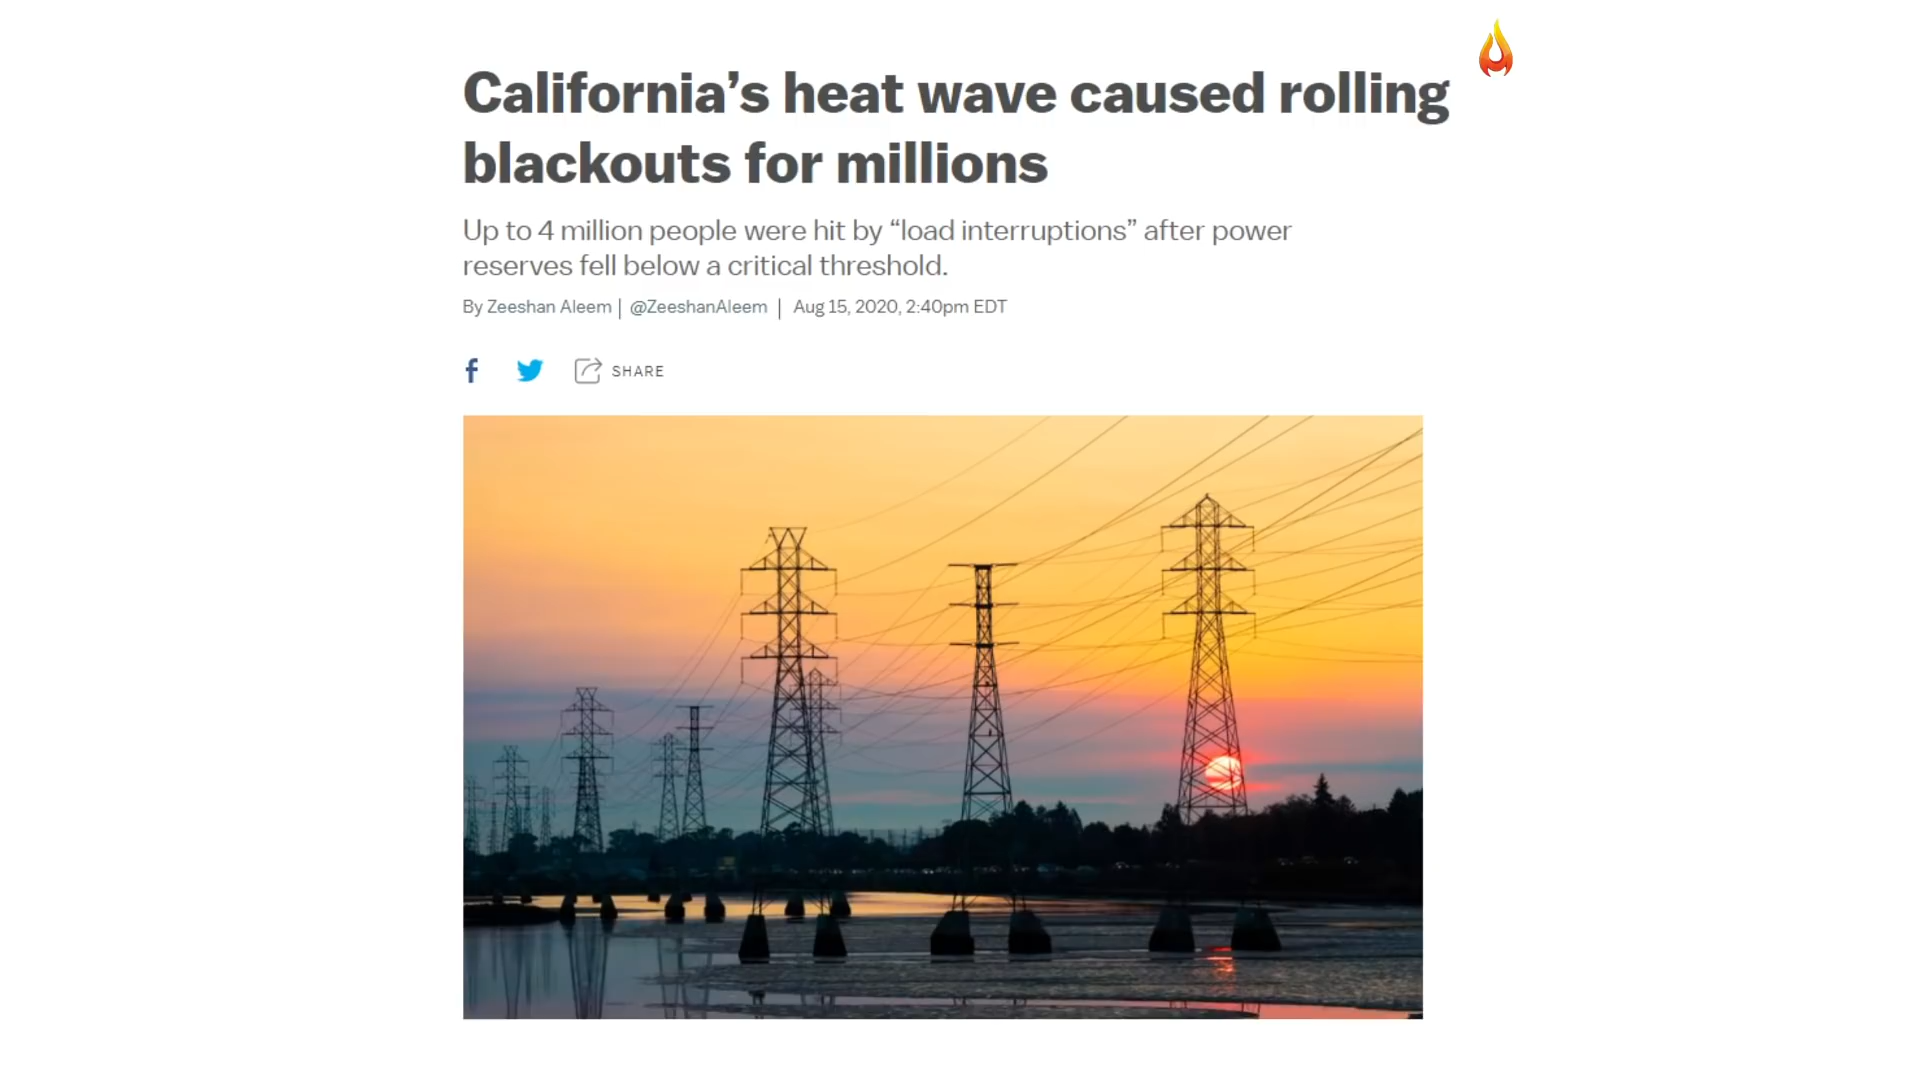 California’s heat wave caused rolling
blackouts for millions
Up to 4 million people were hit by “load interruptions” after power
reserves fell below a critical threshold.
By Zeeshan Aleem | @ZeeshanAleem | Aug 15, 2020, 2:40pm EDT
SHARE